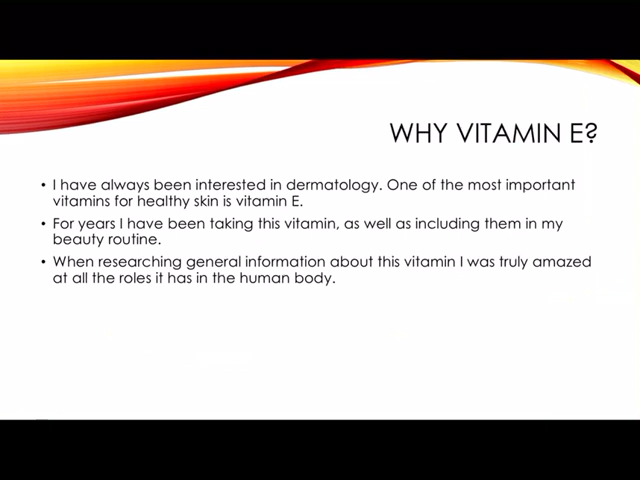 WHY VITAMIN E?
• I have always been interested in dermatology. One of the most important
vitamins for healthy skin is vitamin E.
• For years I have been taking this vitamin, as well as including them in my
beauty routine.
• When researching general information about this vitamin I was truly amazed
at all the roles it has in the human body.